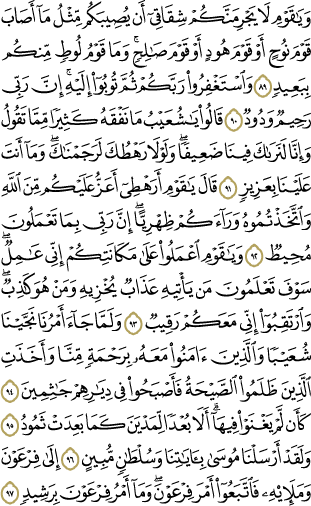 وَيَٰقَوْمِ لَا يَجْرِمَنَّكُمْ شِقَاقِيٓ أَن يُصِيبَكُم مِّثْلُ مَآ أَصَابَ
قَوْمَ نُوحٍ أَوْ قَوْمَ هُودٍ أَوْ قَوْمَ صَٰلِحٍۚ وَمَا قَوْمُ لُوطٍ مِّنكُم
بِبَعِيدٍ ٨٩ وَٱسْتَغْفِرُوا۟ رَبَّكُمْ ثُمَّ تُوبُوٓا۟ إِلَيْهِۚ إِنَّ رَبِّي
رَحِيمٌ وَدُودٌ ٩٠ قَالُوا۟ يَٰشُعَيْبُ مَا نَفْقَهُ كَثِيرًا مِّمَّا تَقُولُ
وَإِنَّا لَنَرَىٰكَ فِينَا ضَعِيفًاۖ وَلَوْلَا رَهْطُكَ لَرَجَمْنَٰكَۖ وَمَآ أَنتَ
عَلَيْنَا بِعَزِيزٍ ٩١ قَالَ يَٰقَوْمِ أَرَهْطِيٓ أَعَزُّ عَلَيْكُم مِّنَ ٱللَّهِ
وَٱتَّخَذْتُمُوهُ وَرَآءَكُمْ ظِهْرِيًّاۖ إِنَّ رَبِّي بِمَا تَعْمَلُونَ
مُحِيطٌ ٩٢ وَيَٰقَوْمِ ٱعْمَلُوا۟ عَلَىٰ مَكَانَتِكُمْ إِنِّي عَٰمِلٌۖ
سَوْفَ تَعْلَمُونَ مَن يَأْتِيهِ عَذَابٌ يُخْزِيهِ وَمَنْ هُوَ كَٰذِبٌۖ
وَٱرْتَقِبُوٓا۟ إِنِّي مَعَكُمْ رَقِيبٌ ٩٣ وَلَمَّا جَآءَ أَمْرُنَا نَجَّيْنَا
شُعَيْبًا وَٱلَّذِينَ ءَامَنُوا۟ مَعَهُۥ بِرَحْمَةٍ مِّنَّا وَأَخَذَتِ
ٱلَّذِينَ ظَلَمُوا۟ ٱلصَّيْحَةُ فَأَصْبَحُوا۟ فِي دِيَٰرِهِمْ جَٰثِمِينَ ٩٤
كَأَن لَّمْ يَغْنَوْا۟ فِيهَآۗ أَلَا بُعْدًا لِّمَدْيَنَ كَمَا بَعِدَتْ ثَمُودُ ٩٥
وَلَقَدْ أَرْسَلْنَا مُوسَىٰ بِـَٔايَٰتِنَا وَسُلْطَٰنٍ مُّبِينٍ ٩٦ إِلَىٰ فِرْعَوْنَ
وَمَلَإِي۟هِۦ فَٱتَّبَعُوٓا۟ أَمْرَ فِرْعَوْنَۖ وَمَآ أَمْرُ فِرْعَوْنَ بِرَشِيدٍ ٩٧